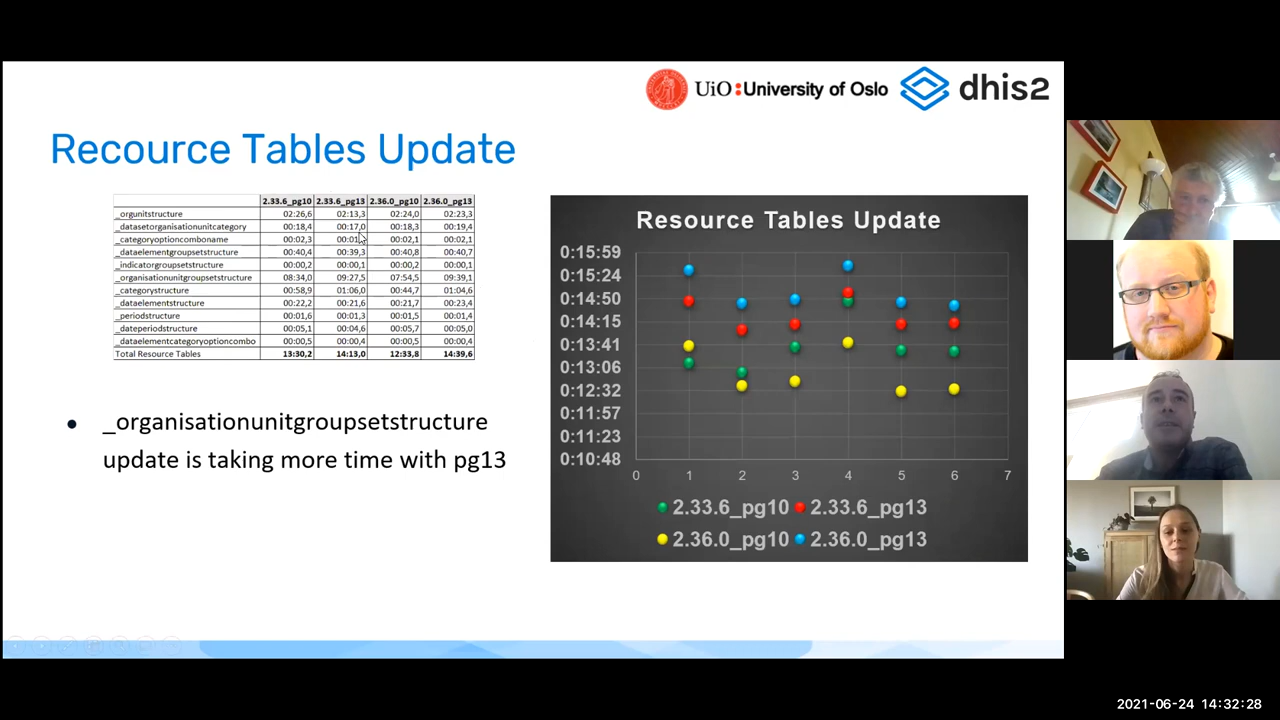 UiO:University of Oslo
dhis2
Recource Tables Update
2.33.6_pg10 2.33.6_pg13 2.36.0_pg10 2.36.0_pg13
_orgunitstructure 02:26,6 02:13,3 02:24,0 02:23,3
_datasetorganisationunitcategory 00:18,4 00:17,0 00:18,3 00:19,4
_categoryoptioncomboname 00:02,3 00:01 00:02,1 00:02,1
_dataelementgroupsetstructure 00:40,4 00:39,3 00:40,8 00:40,7
_indicatorgroupsetstructure 00:00,2 00:00,1 00:00,2 00:00,1
_organisationunitgroupsetstructure 08:34,0 09:27,5 07:54,5 09:39,1
_categorystructure 00:58,9 01:06,0 00:44,7 01:04,6
_dataelementstructure 00:22,2 00:21,6 00:21,7 00:23,4
_periodstructure 00:01,6 00:01,3 00:01,5 00:01,4
_dateperiodstructure 00:05,1 00:04,6 00:05,7 00:05,0
_dataelementcategoryoptioncombo 00:00,5 00:00,4 00:00,5 00:00,4
Total Resource Tables 13:30,2 14:13,0 12:33,8 14:39,6
• _organisationunitgroupsetstructure
update is taking more time with pg13
Resource Tables Update
0:15:59
0:15:24
0:14:50
0:14:15
0:13:41
0:13:06
0:12:32
0:11:57
0:11:23
0:10:48
0 1 2 3 4 5 6 7
2.33.6_pg10 2.33.6_pg13
2.36.0_pg10 2.36.0_pg13
2021-06-24 14:32:28